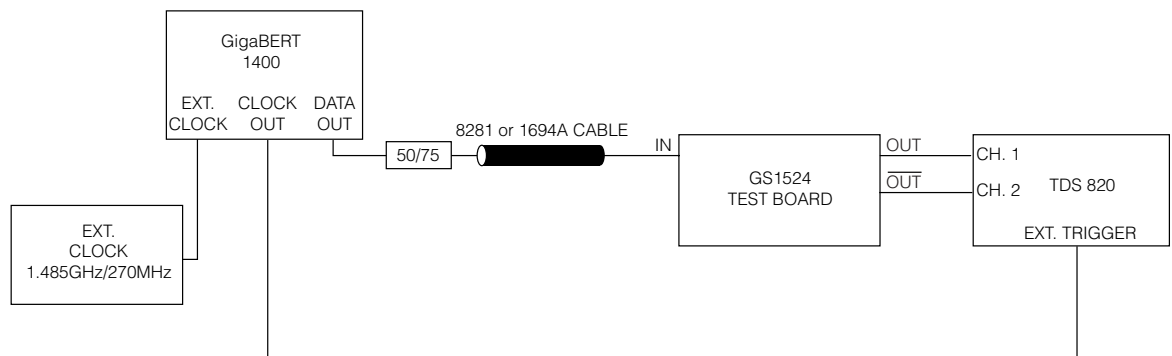 GigaBERT
1400
EXT.
CLOCK
CLOCK
OUT
DATA
OUT
50/75
8281 or 1694A CABLE
IN
GS1524
TEST BOARD
OUT
OUT
CH. 1
CH. 2
TDS 820
EXT. TRIGGER
EXT.
CLOCK
1.485GHz/270MHz